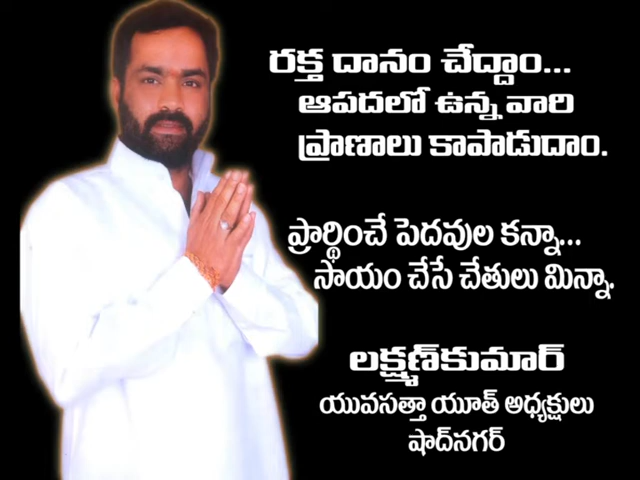 రక్త దానం చేద్దాం...
ఆపదలో ఉన్న వారి
ప్రాణాలు కాపాడుదాం.
ప్రార్థించే పెదవుల కన్నా...
సాయం చేసే చేతులు మిన్నా.
లక్ష్మణ్‌కుమార్
యువసత్తా యూత్ అధ్యక్షులు
షాద్‌నగర్